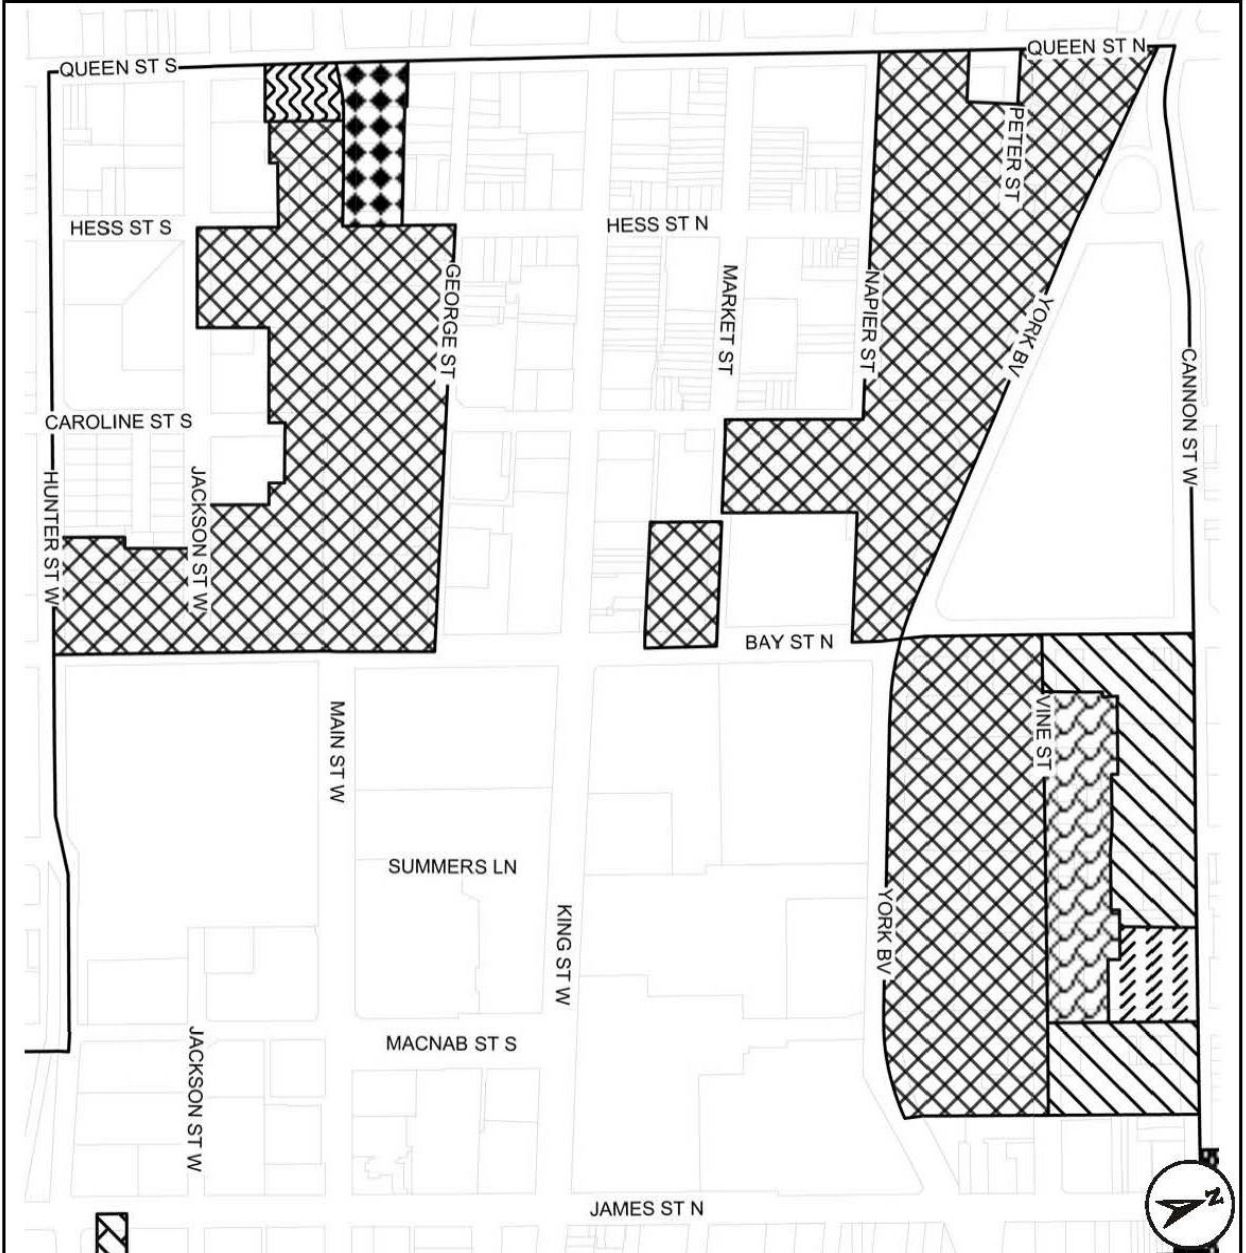 QUEEN ST N
QUEEN ST S
PETER ST
HESS ST S
HESS ST N
GEORGE ST
MARKET ST
NAPIER ST
YORK BV
CANNON ST W
CAROLINE ST S
HUNTER ST W
JACKSON ST W
BAY ST N
MAIN ST W
VINE ST
SUMMERS LN
KING ST W
YORK BV
MACNAB ST S
JACKSON ST W
JAMES ST N
N